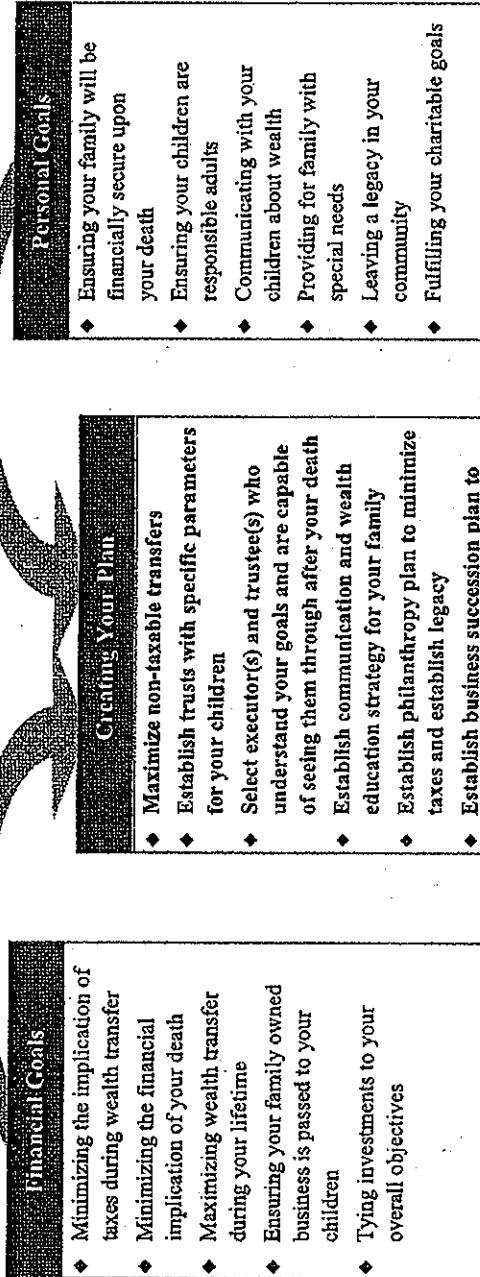 Financial Goals
Minimizing the implication of
taxes during wealth transfer
Minimizing the financial
implication of your death
Maximizing wealth transfer
during your lifetime
Ensuring your family owned
business is passed to your
children
Tying investments to your
overall objectives
Creating Your Plan
Maximize non-taxable transfers
Establish trusts with specific parameters
for your children
Select executor(s) and trustee(s) who
understand your goals and are capable
of seeing them through after your death
Establish communication and wealth
education strategy for your family
Establish philanthropy plan to minimize
taxes and establish legacy
Establish business succession plan to
Personal Goals
Ensuring your family will be
financially secure upon
your death
Ensuring your children are
responsible adults
Communicating with your
children about wealth
Providing for family with
special needs
Leaving a legacy in your
community
Fulfilling your charitable goals